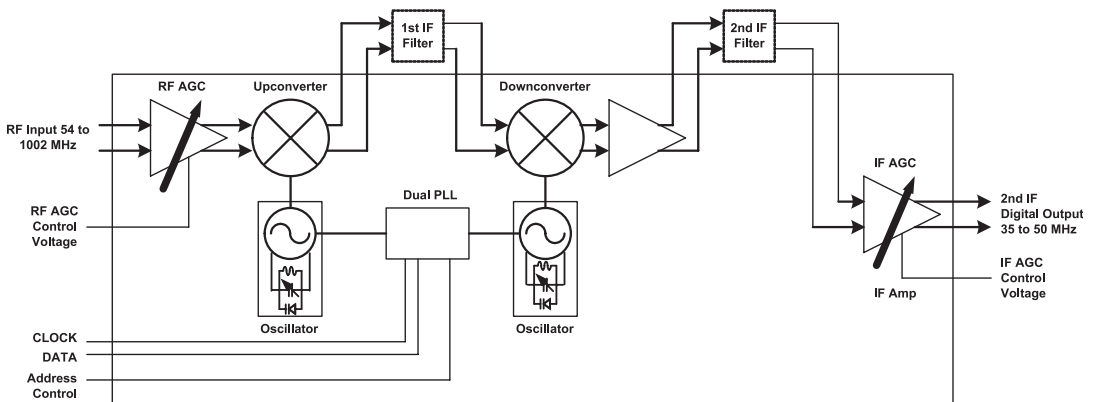 1st IF
Filter
2nd IF
Filter
RF AGC
Upconverter
Downconverter
RF Input 54 to
1002 MHz
IF AGC
Dual PLL
RF AGC
Control
Voltage
2nd IF
Digital Output
35 to 50 MHz
IF AGC
Control
Voltage
IF Amp
Oscillator
Oscillator
CLOCK
DATA
Address
Control